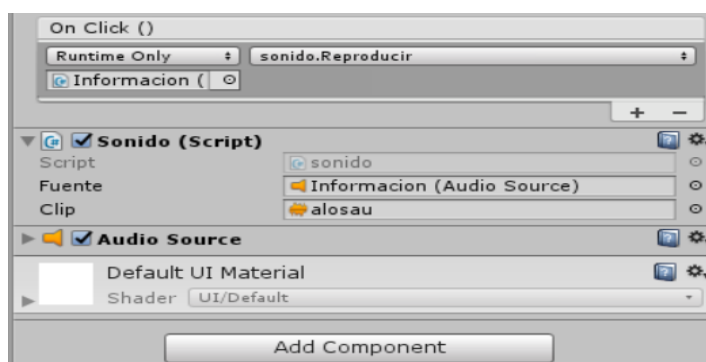 On Click ()
Runtime Only sonido.Reproducir
Informacion (
+ −
Sonido (Script)
Script sonido
Fuente Informacion (Audio Source)
Clip alosau
Audio Source
Default UI Material
Shader UI/Default
Add Component